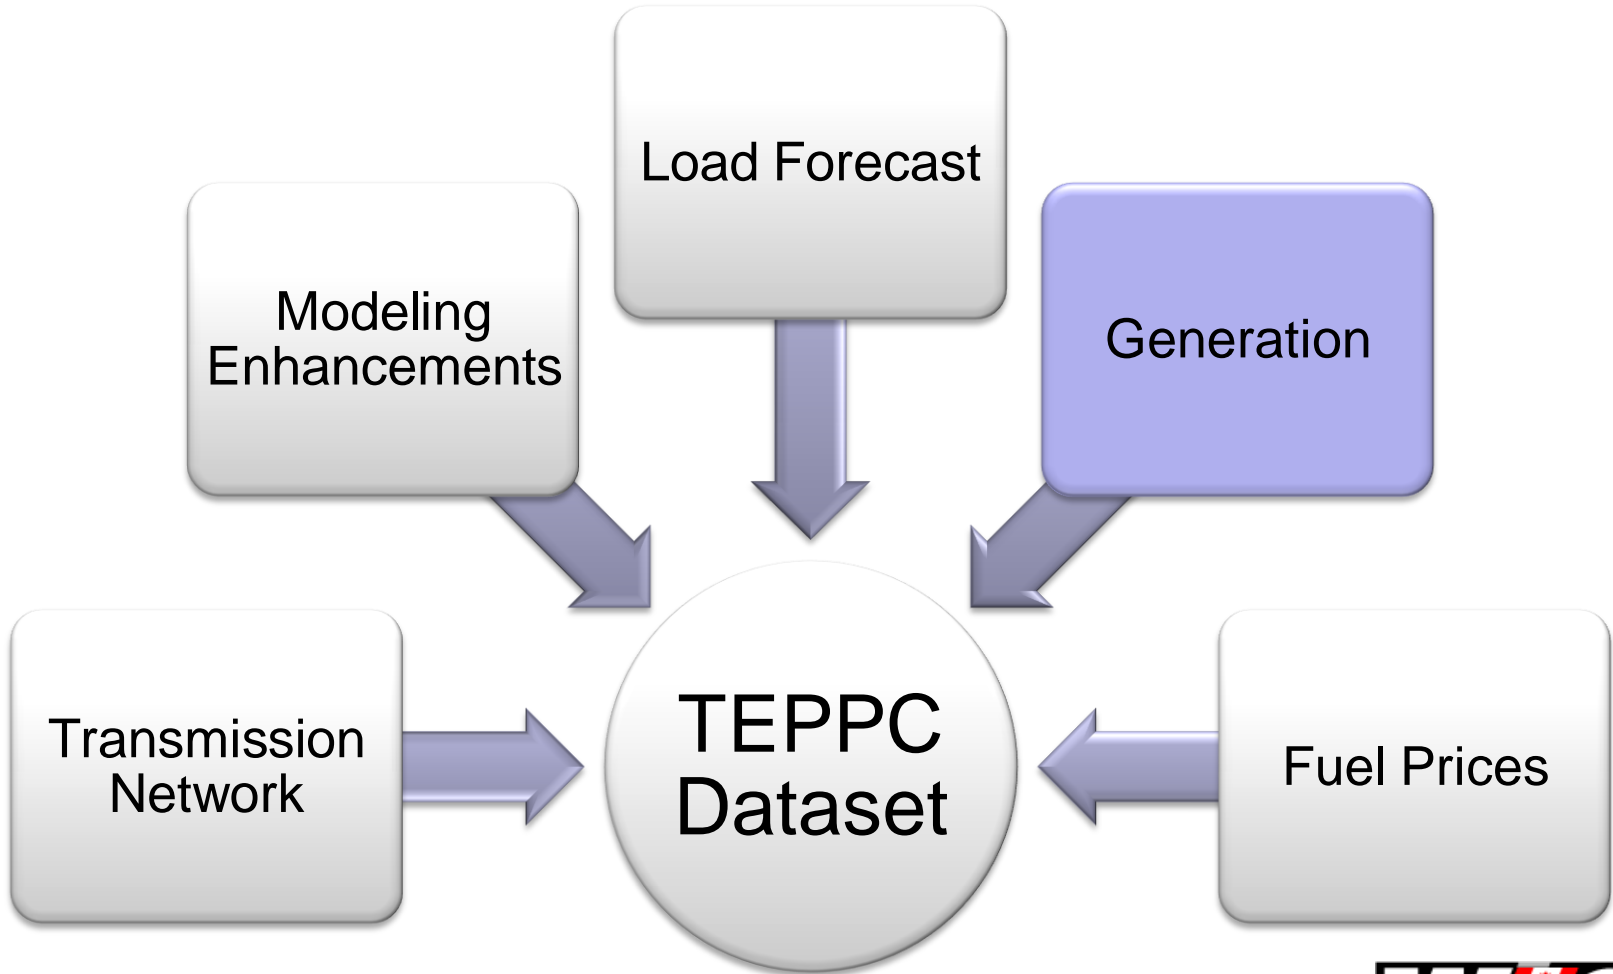 Load Forecast
Modeling
Enhancements
Generation
Transmission
Network
TEPPC
Dataset
Fuel Prices